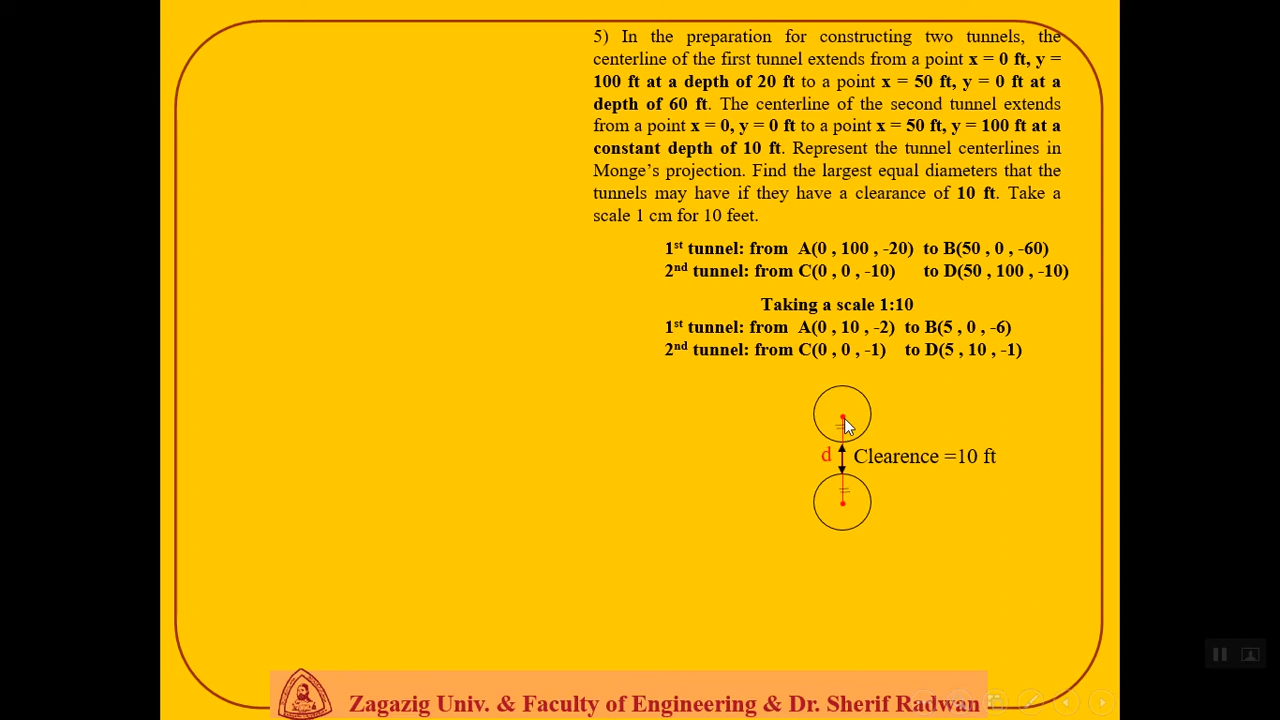 5) In the preparation for constructing two tunnels, the
centerline of the first tunnel extends from a point x = 0 ft, y =
100 ft at a depth of 20 ft to a point x = 50 ft, y = 0 ft at a
depth of 60 ft. The centerline of the second tunnel extends
from a point x = 0, y = 0 ft to a point x = 50 ft, y = 100 ft at a
constant depth of 10 ft. Represent the tunnel centerlines in
Monge’s projection. Find the largest equal diameters that the
tunnels may have if they have a clearance of 10 ft. Take a
scale 1 cm for 10 feet.
1st tunnel: from A(0 , 100 , -20) to B(50 , 0 , -60)
2nd tunnel: from C(0 , 0 , -10) to D(50 , 100 , -10)
Taking a scale 1:10
1st tunnel: from A(0 , 10 , -2) to B(5 , 0 , -6)
2nd tunnel: from C(0 , 0 , -1) to D(5 , 10 , -1)
d Clearence =10 ft
Zagazig Univ. & Faculty of Engineering & Dr. Sherif Radwan